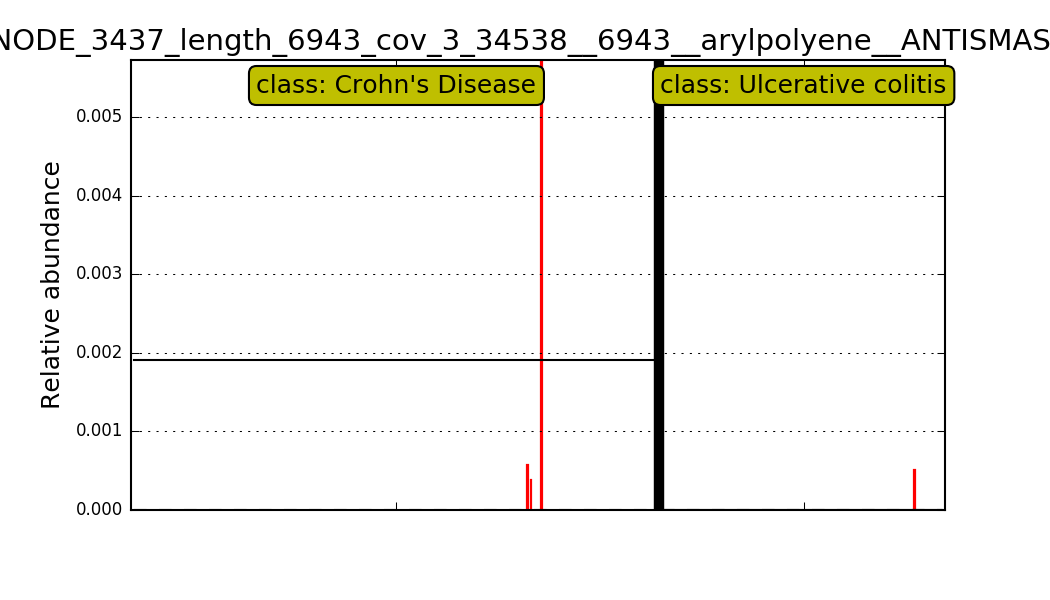 NODE_3437_length_6943_cov_3_34538__6943__arylpolyene__ANTISMAS
class: Crohn's Disease
class: Ulcerative colitis
Relative abundance
0.005
0.004
0.003
0.002
0.001
0.000